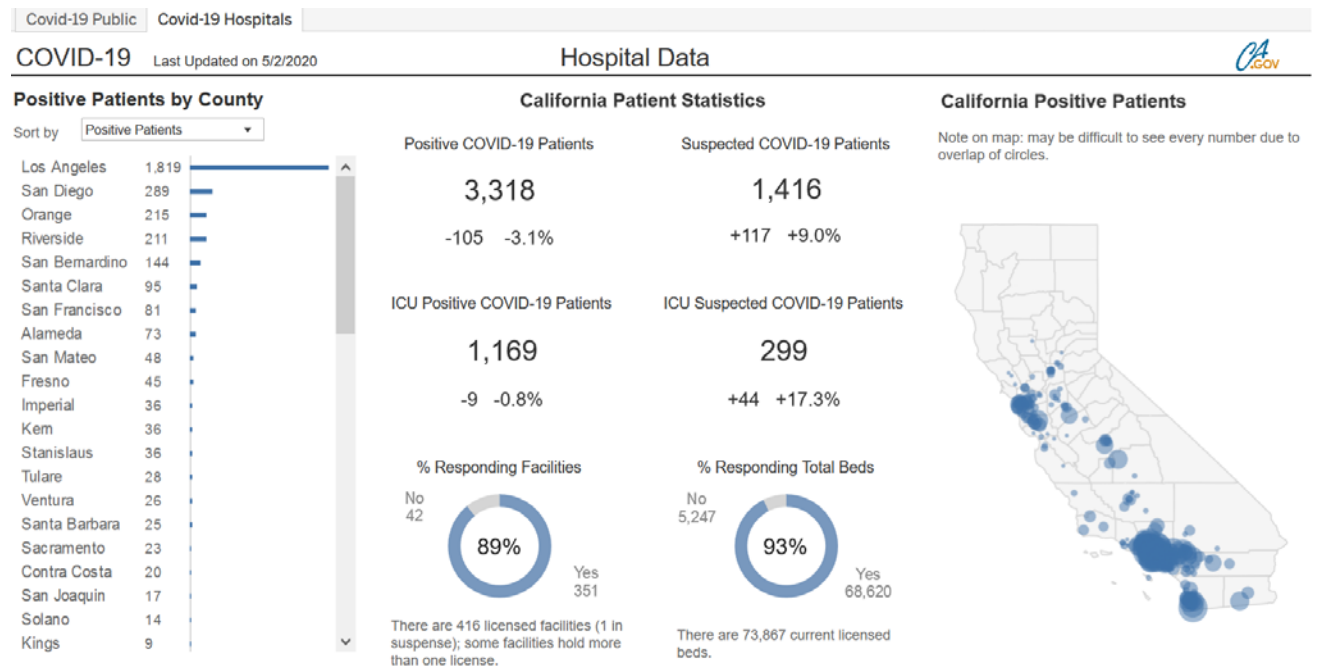 Covid-19 Public Covid-19 Hospitals
COVID-19 Last Updated on 5/2/2020 Hospital Data CA.GOV
Positive Patients by County
Sort by Positive Patients
Los Angeles 1,819
San Diego 289
Orange 215
Riverside 211
San Bernardino 144
Santa Clara 95
San Francisco 81
Alameda 73
San Mateo 48
Fresno 45
Imperial 36
Kern 36
Stanislaus 36
Tulare 28
Ventura 26
Santa Barbara 25
Sacramento 23
Contra Costa 20
San Joaquin 17
Solano 14
Kings 9
California Patient Statistics
Positive COVID-19 Patients
3,318
-105 -3.1%
Suspected COVID-19 Patients
1,416
+117 +9.0%
ICU Positive COVID-19 Patients
1,169
-9 -0.8%
ICU Suspected COVID-19 Patients
299
+44 +17.3%
% Responding Facilities
No
42
89%
Yes
351
There are 416 licensed facilities (1 in
suspense); some facilities hold more
than one license.
% Responding Total Beds
No
5,247
93%
Yes
68,620
There are 73,867 current licensed
beds.
California Positive Patients
Note on map: may be difficult to see every number due to
overlap of circles.